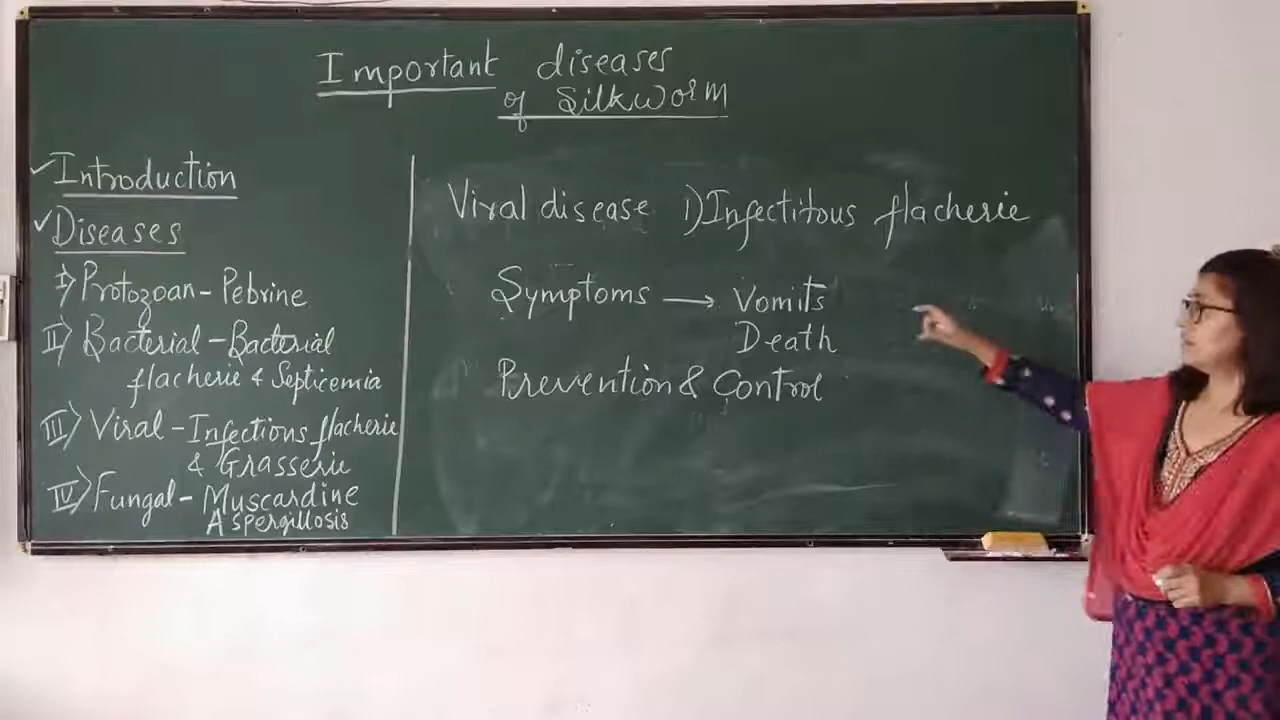 Important diseases
of Silkworm
✓Introduction
✓Diseases
I) Protozoan - Pebrine
II) Bacterial - Bacterial
flacherie & Septicemia
III) Viral - Infections flacherie
& Grasserie
IV) Fungal - Muscardine
Aspergillosis
Viral disease 1) Infectitous flacherie
Symptoms → Vomits
Death
Prevention & Control